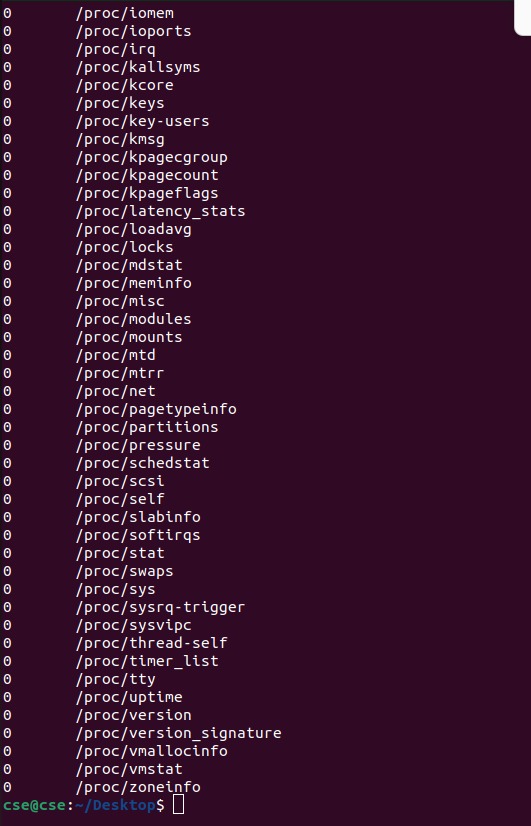 0       /proc/iomem
0       /proc/ioports
0       /proc/irq
0       /proc/kallsyms
0       /proc/kcore
0       /proc/keys
0       /proc/key-users
0       /proc/kmsg
0       /proc/kpagecgroup
0       /proc/kpagecount
0       /proc/kpageflags
0       /proc/latency_stats
0       /proc/loadavg
0       /proc/locks
0       /proc/mdstat
0       /proc/meminfo
0       /proc/misc
0       /proc/modules
0       /proc/mounts
0       /proc/mtd
0       /proc/mtrr
0       /proc/net
0       /proc/pagetypeinfo
0       /proc/partitions
0       /proc/pressure
0       /proc/schedstat
0       /proc/scsi
0       /proc/self
0       /proc/slabinfo
0       /proc/softirqs
0       /proc/stat
0       /proc/swaps
0       /proc/sys
0       /proc/sysrq-trigger
0       /proc/sysvipc
0       /proc/thread-self
0       /proc/timer_list
0       /proc/tty
0       /proc/uptime
0       /proc/version
0       /proc/version_signature
0       /proc/vmallocinfo
0       /proc/vmstat
0       /proc/zoneinfo
cse@cse:~/Desktop$